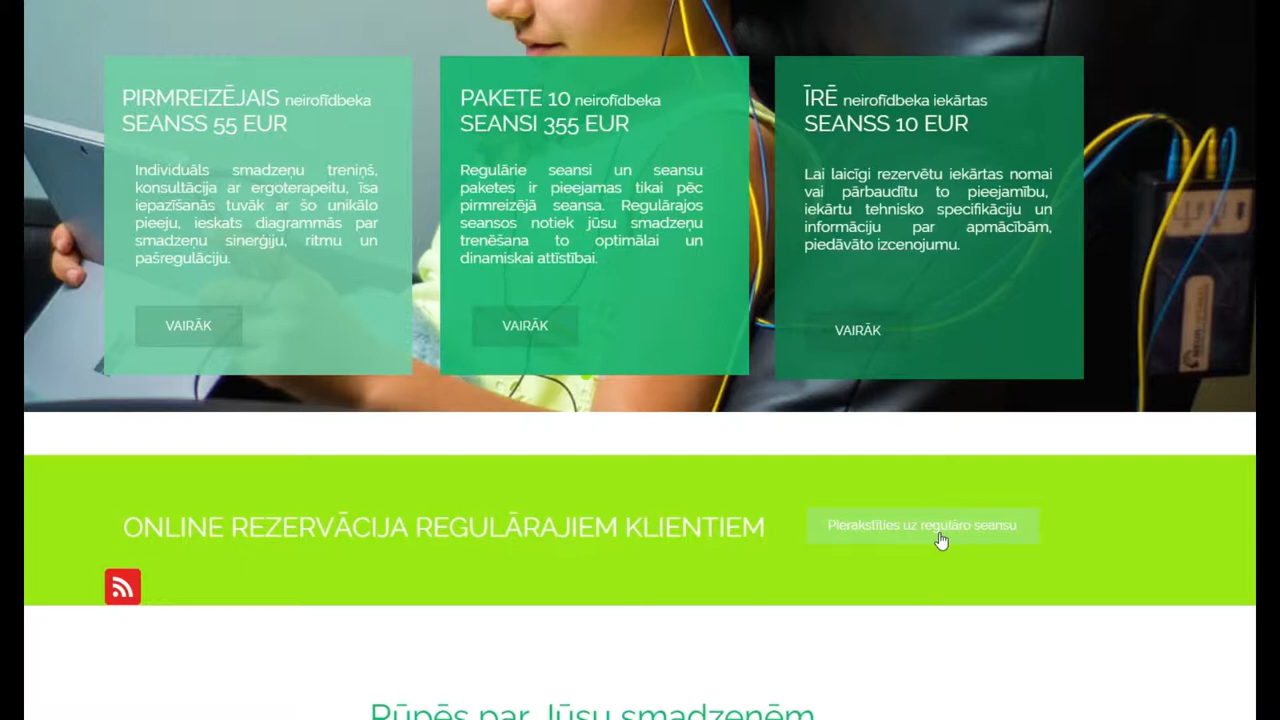 PIRMREIZĒJAIS neirofīdbeka
SEANSS 55 EUR
Individuāls smadzeņu treniņš,
konsultācija ar ergoterapeitu, īsa
iepazīšanās tuvāk ar šo unikālo
pieeju, ieskats diagrammās par
smadzeņu sinerģiju, ritmu un
pašregulāciju.
VAIRĀK
PAKETE 10 neirofīdbeka
SEANSI 355 EUR
Regulārie seansi un seansu
paketes ir pieejamas tikai pēc
pirmreizējā seansa. Regulārajos
seansos notiek jūsu smadzeņu
trenēšana to optimālai un
dinamiskai attīstībai.
VAIRĀK
ĪRĒ neirofīdbeka iekārtas
SEANSS 10 EUR
Lai laicīgi rezervētu iekārtas nomai
vai pārbaudītu to pieejamību,
iekārtu tehnisko specifikāciju un
informāciju par apmācībām,
piedāvāto izcenojumu.
VAIRĀK
ONLINE REZERVĀCIJA REGULĀRAJIEM KLIENTIEM
Pierakstīties uz regulāro seansu
Rūpēs par Jūsu smadzenēm